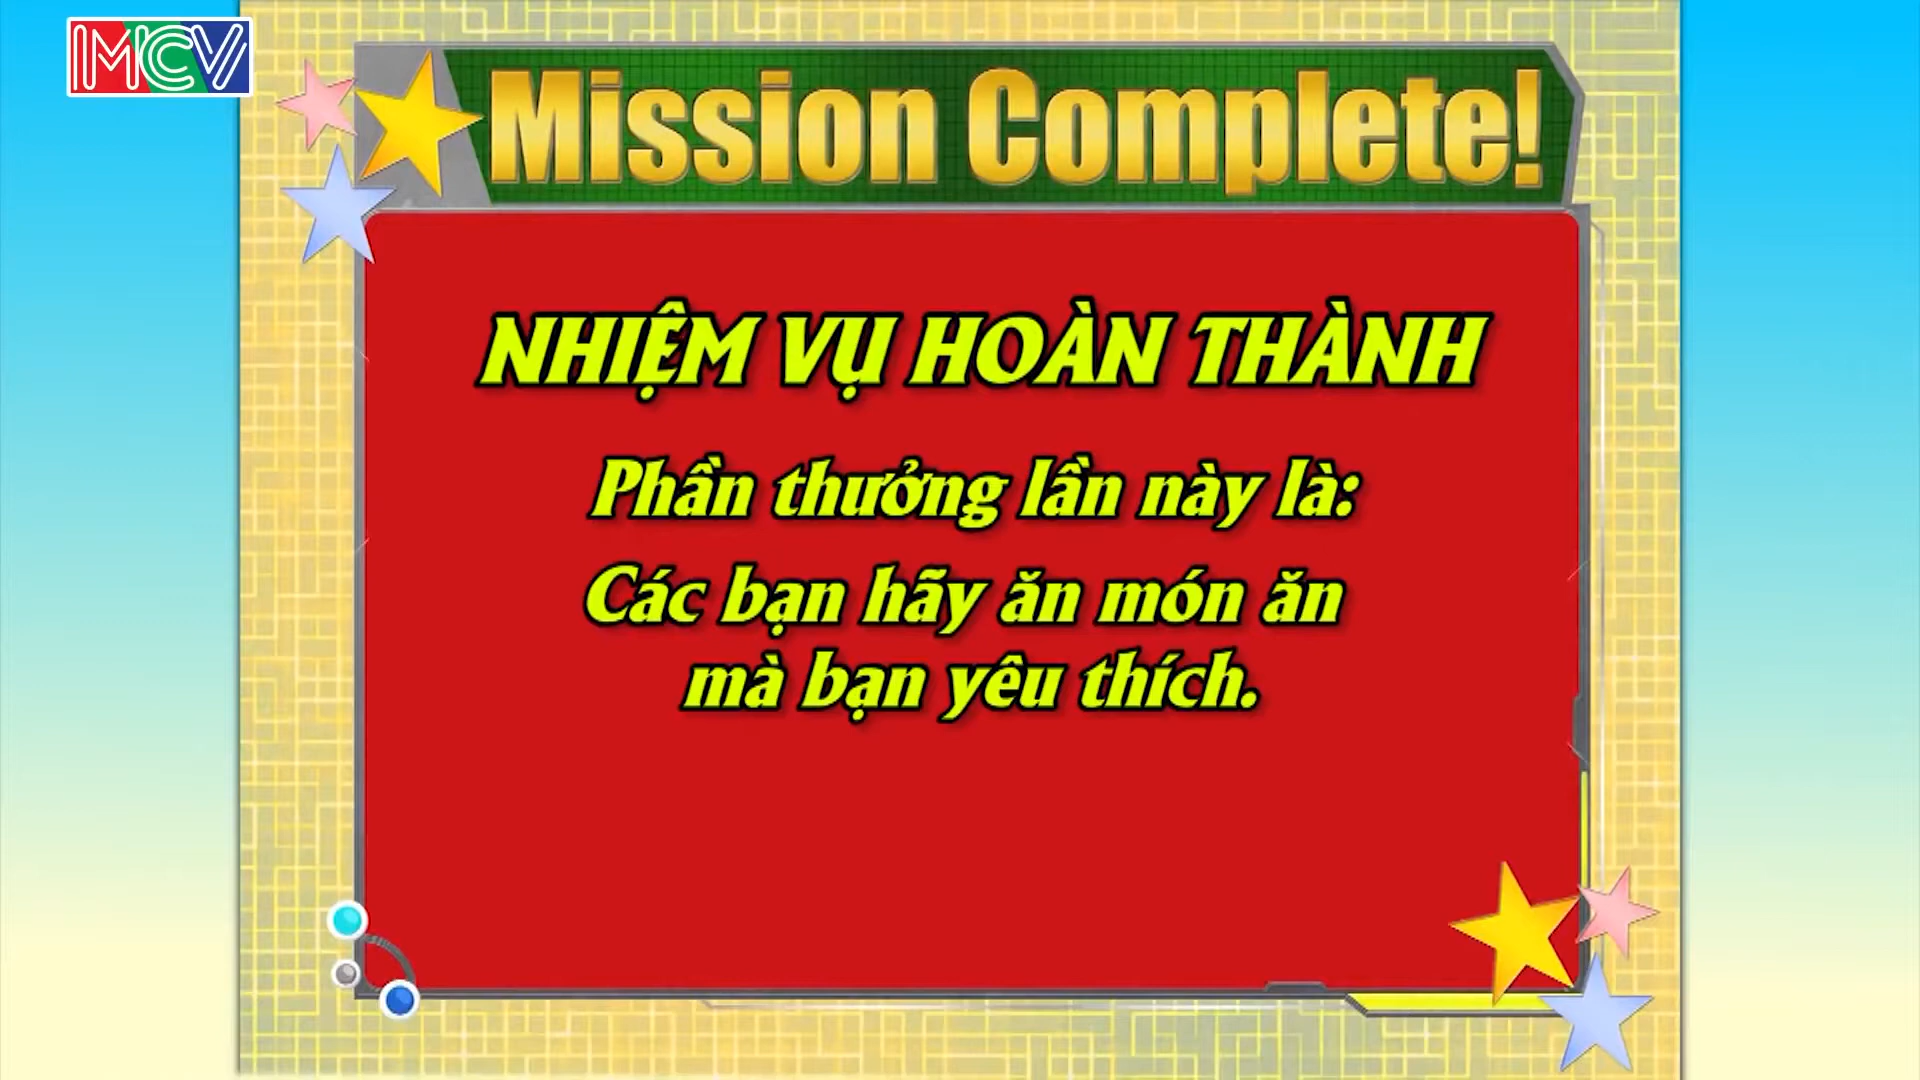 MCV
Mission Complete!
NHIỆM VỤ HOÀN THÀNH
Phần thưởng lần này là:
Các bạn hãy ăn món ăn
mà bạn yêu thích.